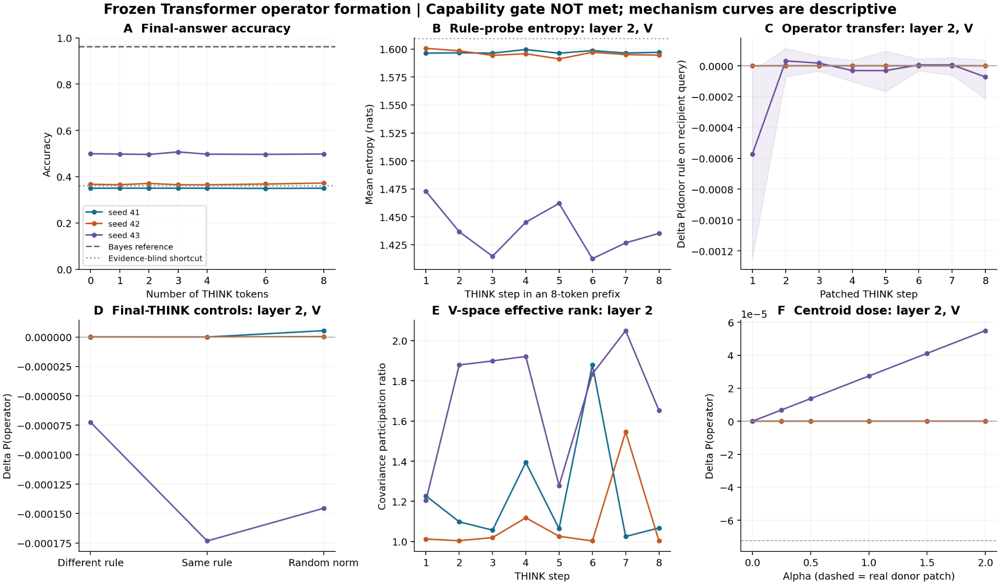 Frozen Transformer operator formation | Capability gate NOT met; mechanism curves are descriptive
A  Final-answer accuracy
1.0
0.8
0.6
0.4
0.2
0.0
Accuracy
seed 41
seed 42
seed 43
Bayes reference
Evidence-blind shortcut
0 1 2 3 4 6 8
Number of THINK tokens
B  Rule-probe entropy: layer 2, V
1.600
1.575
1.550
1.525
1.500
1.475
1.450
1.425
Mean entropy (nats)
1 2 3 4 5 6 7 8
THINK step in an 8-token prefix
C  Operator transfer: layer 2, V
0.0000
−0.0002
−0.0004
−0.0006
−0.0008
−0.0010
−0.0012
Delta P(donor rule on recipient query)
1 2 3 4 5 6 7 8
Patched THINK step
D  Final-THINK controls: layer 2, V
0.000000
−0.000025
−0.000050
−0.000075
−0.000100
−0.000125
−0.000150
−0.000175
Delta P(operator)
Different rule Same rule Random norm
E  V-space effective rank: layer 2
2.0
1.8
1.6
1.4
1.2
1.0
Covariance participation ratio
1 2 3 4 5 6 7 8
THINK step
F  Centroid dose: layer 2, V
1e−5
6
4
2
0
−2
−4
−6
Delta P(operator)
0.0 0.5 1.0 1.5 2.0
Alpha (dashed = real donor patch)